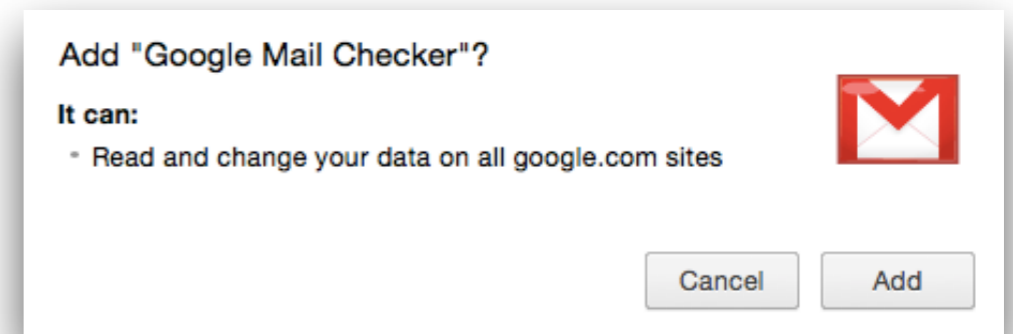 Add "Google Mail Checker"?
It can:
• Read and change your data on all google.com sites
Cancel
Add